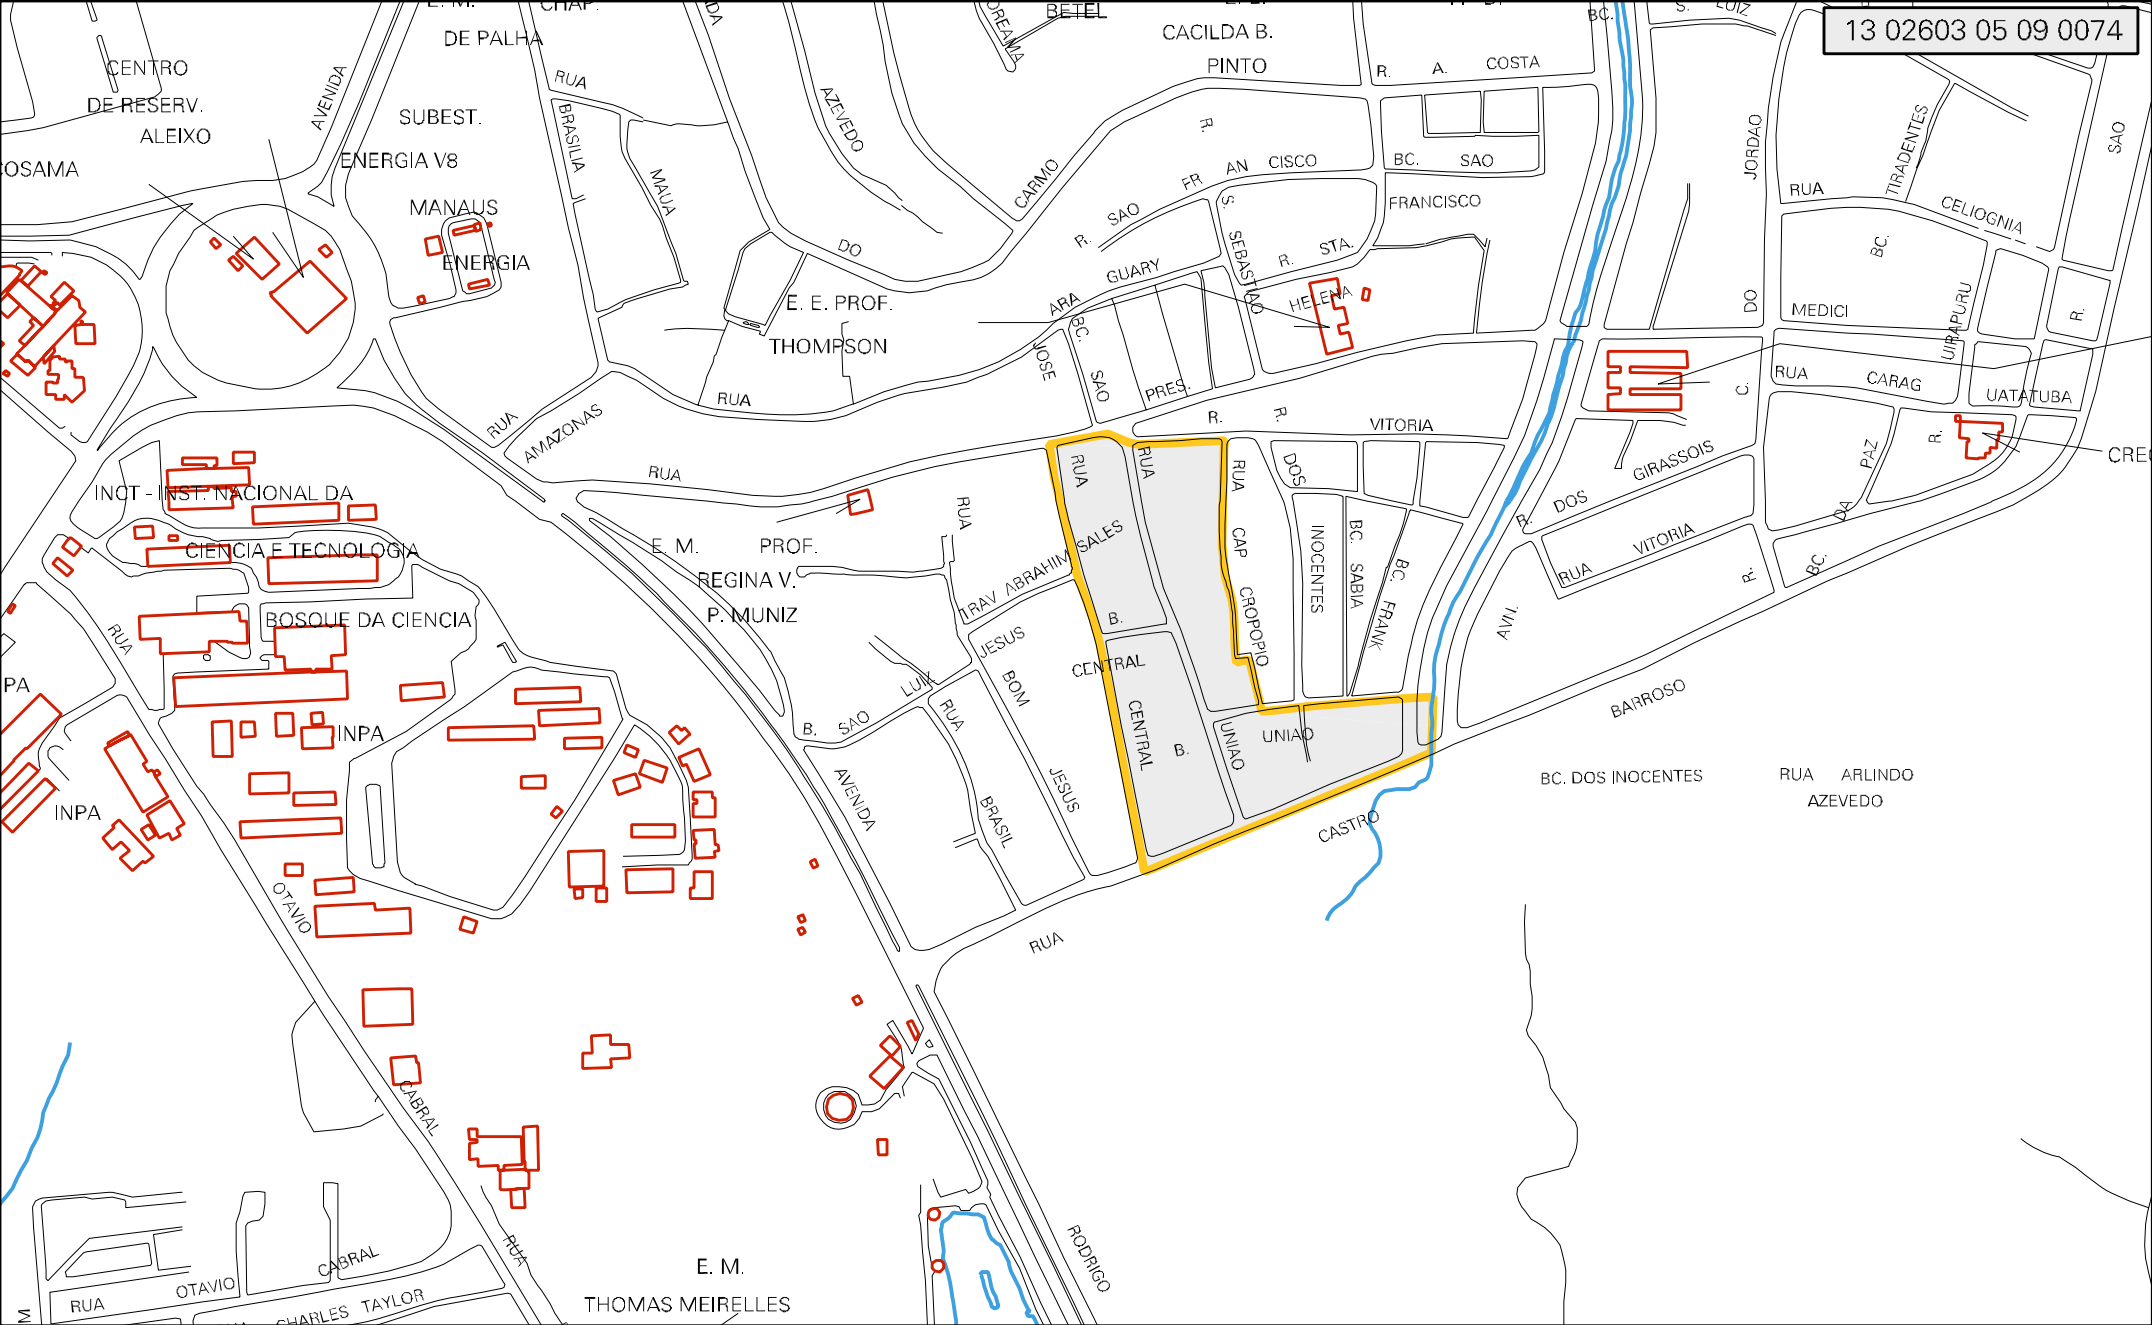 13 02603 05 09 0074
CENTRO
DE RESERV.
ALEIXO
COSAMA
AVENIDA
DE PALHA
SUBEST.
ENERGIA V8
MANAUS
ENERGIA
RUA
BRASILIA
MAUA
AZEVEDO
BETEL
CACILDA B.
PINTO
CARMO
DO
E. E. PROF.
THOMPSON
R. A. COSTA
R. SAO FR AN CISCO
R.
BC. SAO
FRANCISCO
S. SEBASTIAO
R. STA.
HELENA
ARA GUARY
BC.
JOSE
SAO
PRES.
R.
R. VITORIA
BC.
S. LUIZ
JORDAO
DO
C.
TIRADENTES
SAO
RUA
CELIOGNIA
BC.
UIRAPURU
MEDICI
R.
RUA CARAG
UATATUBA
PAZ
DA
R.
GIRASSOIS
DOS
R.
VITORIA
RUA
R.
BC.
AVN.
BARROSO
RUA
AMAZONAS
RUA
RUA
INCT - INST. NACIONAL DA
CIENCIA E TECNOLOGIA
BOSQUE DA CIENCIA
E. M. PROF.
REGINA V.
P. MUNIZ
RUA
TRAV ABRAHIM SALES
JESUS
BOM
JESUS
LUIX
B. SAO
RUA
BRASIL
AVENIDA
RUA
RUA
B.
CENTRAL
CENTRAL
B.
UNIAO
UNIAO
RUA
CAP
CROPOPIO
DOS
INOCENTES
BC.
SABIA
BC.
FRANK
CASTRO
RUA
BC. DOS INOCENTES
RUA ARLINDO
AZEVEDO
RUA
INPA
INPA
OTAVIO
CABRAL
RUA
RODRIGO
E. M.
THOMAS MEIRELLES
RUA OTAVIO CABRAL
CHARLES TAYLOR
M